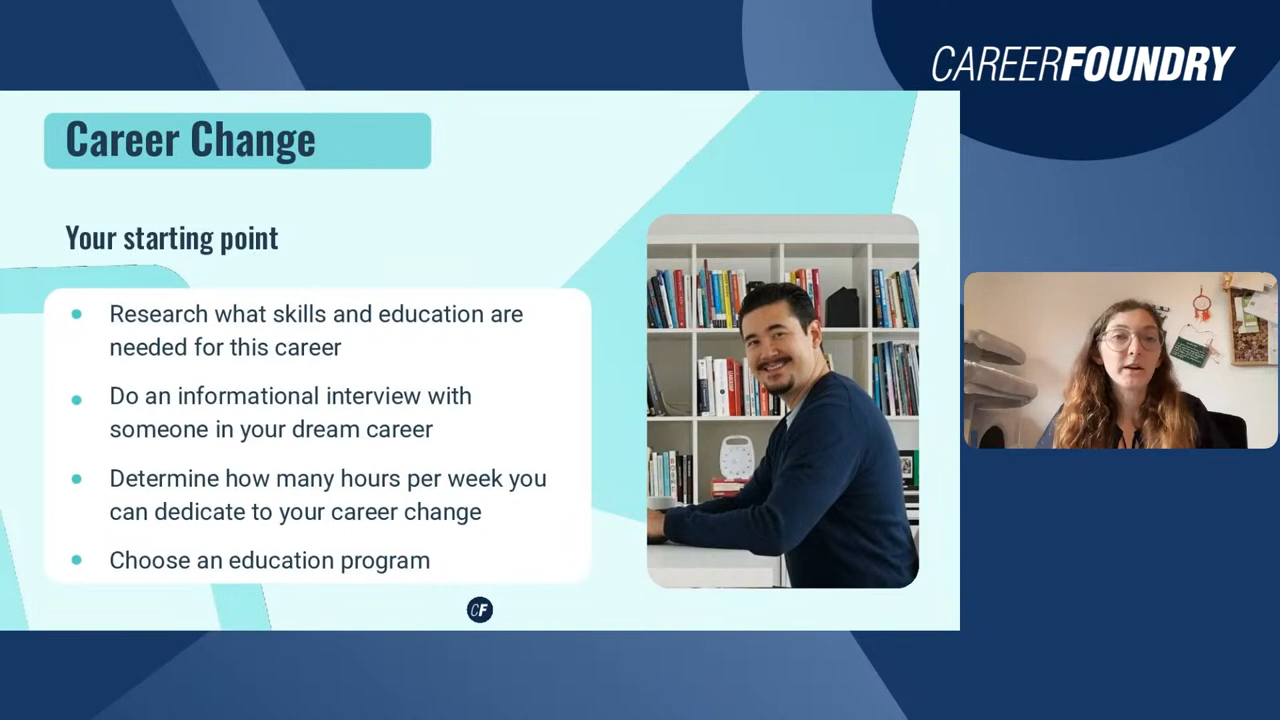 CAREERFOUNDRY
Career Change
Your starting point
Research what skills and education are
needed for this career
Do an informational interview with
someone in your dream career
Determine how many hours per week you
can dedicate to your career change
Choose an education program
CF